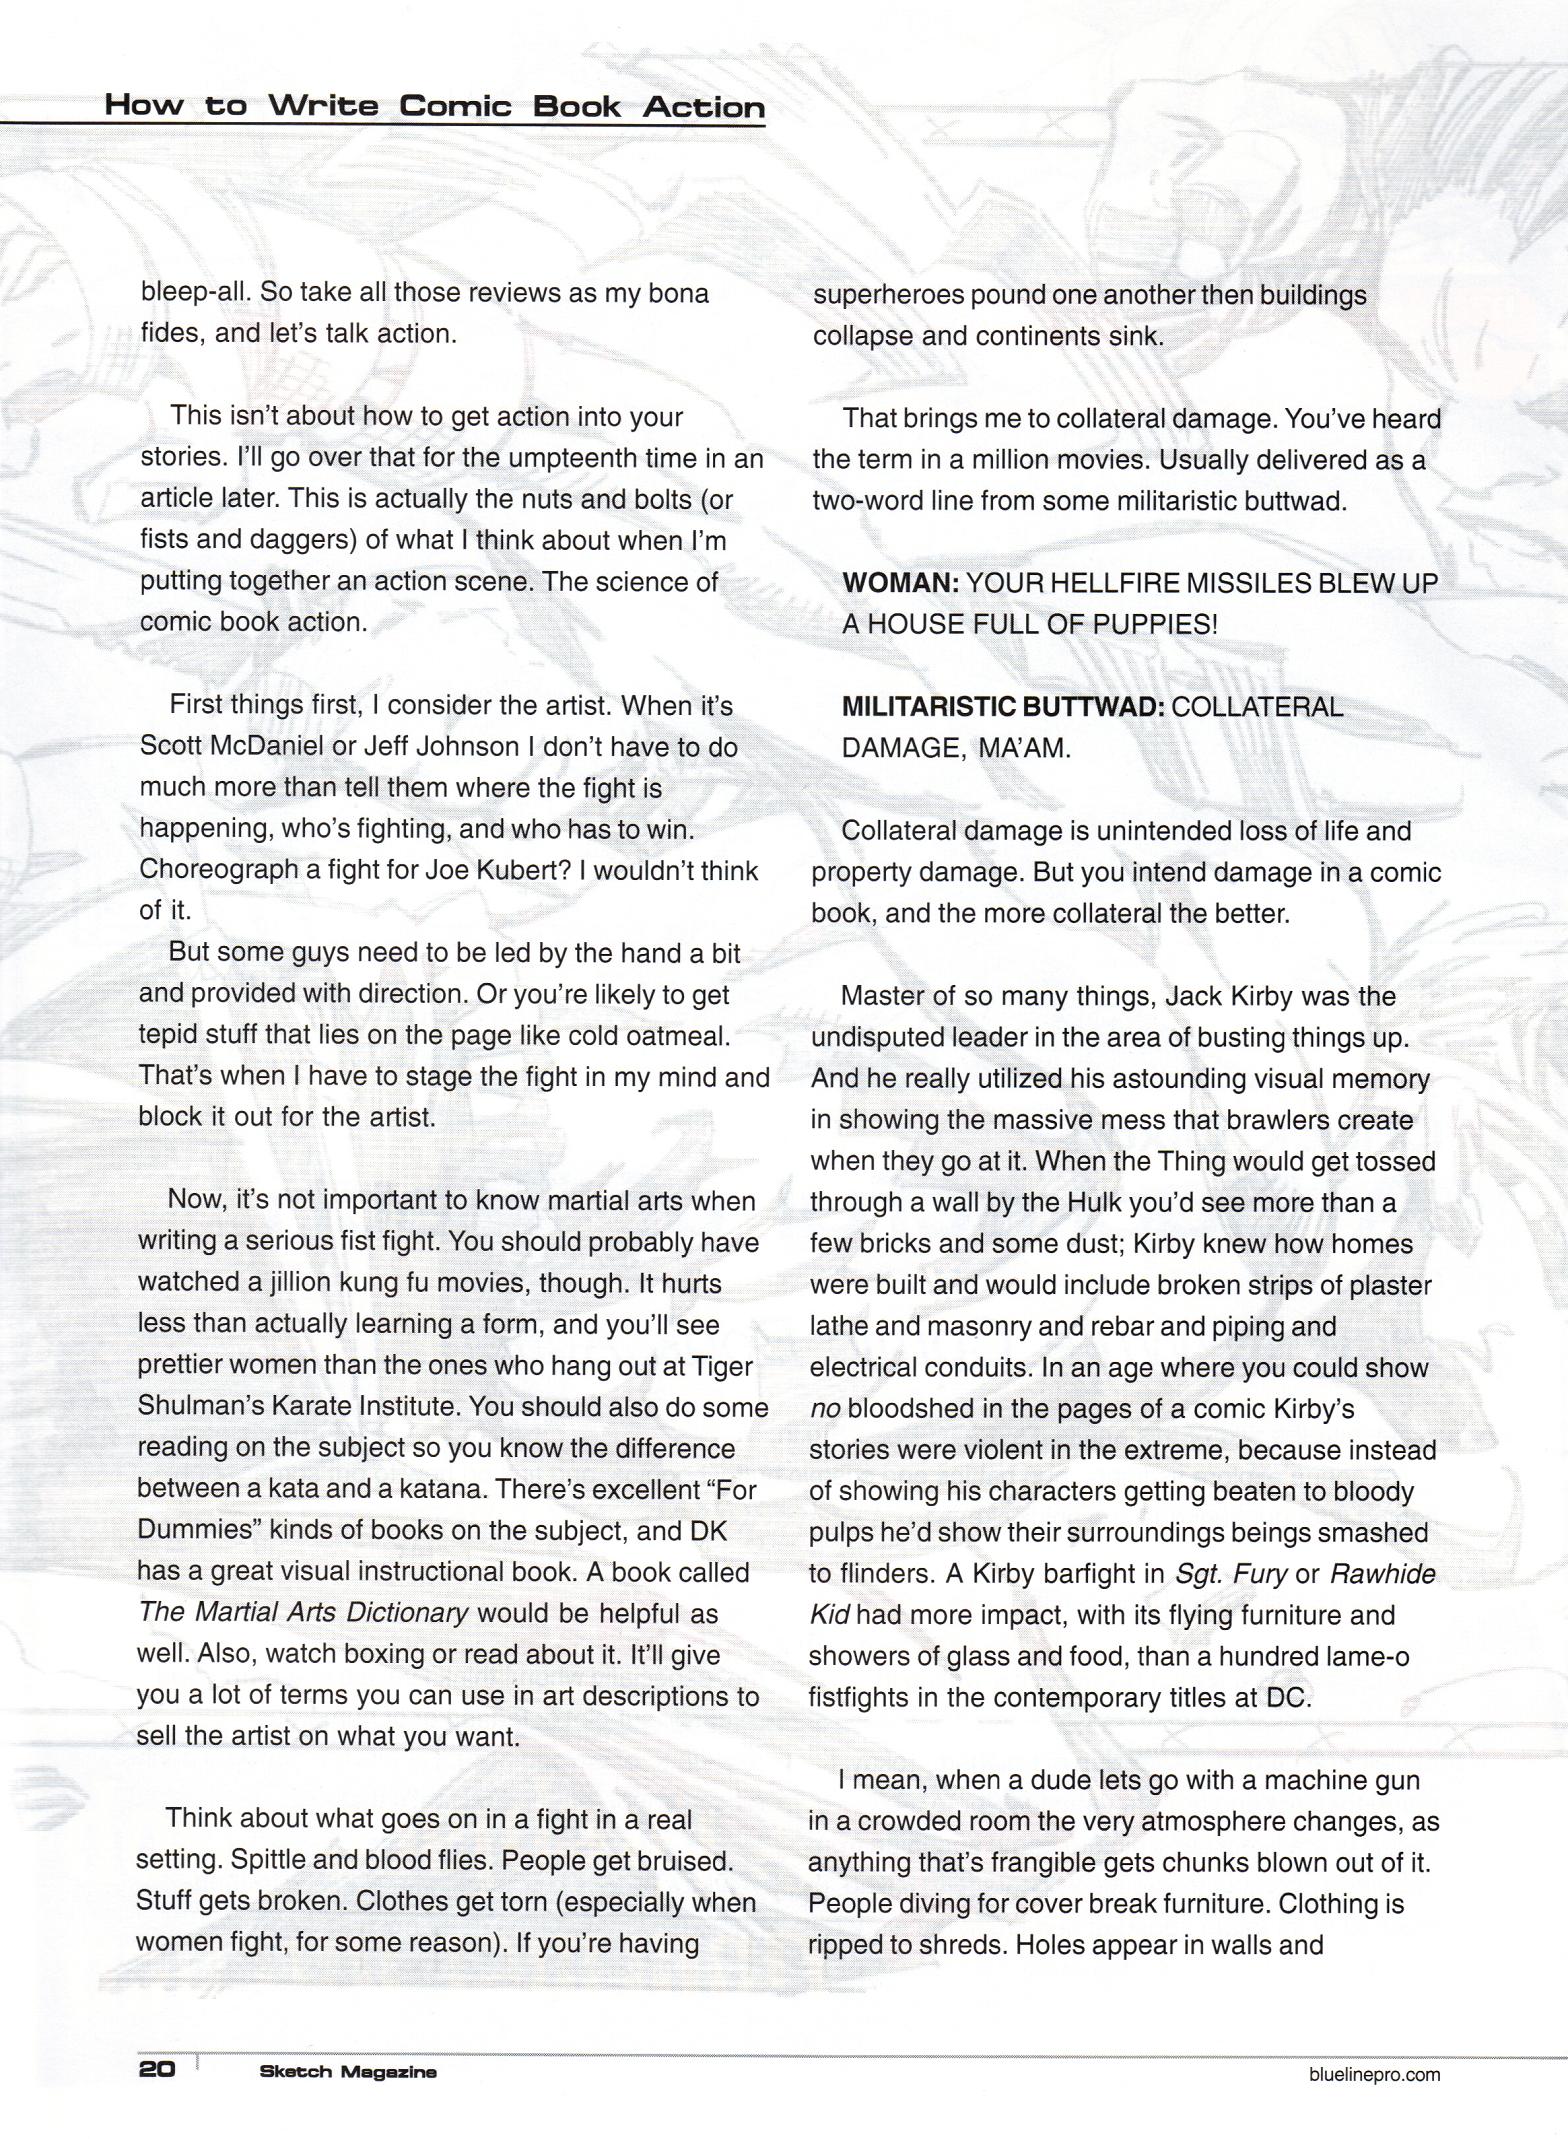 How to Write Comic Book Action
bleep-all. So take all those reviews as my bona
fides, and let's talk action.
This isn't about how to get action into your
stories. I'll go over that for the umpteenth time in an
article later. This is actually the nuts and bolts (or
fists and daggers) of what I think about when I'm
putting together an action scene. The science of
comic book action.
First things first, I consider the artist. When it's
Scott McDaniel or Jeff Johnson I don't have to do
much more than tell them where the fight is
happening, who's fighting, and who has to win.
Choreograph a fight for Joe Kubert? I wouldn't think
of it.
But some guys need to be led by the hand a bit
and provided with direction. Or you're likely to get
tepid stuff that lies on the page like cold oatmeal.
That's when I have to stage the fight in my mind and
block it out for the artist.
Now, it's not important to know martial arts when
writing a serious fist fight. You should probably have
watched a jillion kung fu movies, though. It hurts
less than actually learning a form, and you'll see
prettier women than the ones who hang out at Tiger
Shulman's Karate Institute. You should also do some
reading on the subject so you know the difference
between a kata and a katana. There's excellent “For
Dummies” kinds of books on the subject, and DK
has a great visual instructional book. A book called
The Martial Arts Dictionary would be helpful as
well. Also, watch boxing or read about it. It'll give
you a lot of terms you can use in art descriptions to
sell the artist on what you want.
Think about what goes on in a fight in a real
setting. Spittle and blood flies. People get bruised.
Stuff gets broken. Clothes get torn (especially when
women fight, for some reason). If you're having
superheroes pound one another then buildings
collapse and continents sink.
That brings me to collateral damage. You've heard
the term in a million movies. Usually delivered as a
two-word line from some militaristic buttwad.
WOMAN: YOUR HELLFIRE MISSILES BLEW UP
A HOUSE FULL OF PUPPIES!
MILITARISTIC BUTTWAD: COLLATERAL
DAMAGE, MA'AM.
Collateral damage is unintended loss of life and
property damage. But you intend damage in a comic
book, and the more collateral the better.
Master of so many things, Jack Kirby was the
undisputed leader in the area of busting things up.
And he really utilized his astounding visual memory
in showing the massive mess that brawlers create
when they go at it. When the Thing would get tossed
through a wall by the Hulk you'd see more than a
few bricks and some dust; Kirby knew how homes
were built and would include broken strips of plaster
lathe and masonry and rebar and piping and
electrical conduits. In an age where you could show
no bloodshed in the pages of a comic Kirby's
stories were violent in the extreme, because instead
of showing his characters getting beaten to bloody
pulps he'd show their surroundings beings smashed
to flinders. A Kirby barfight in Sgt. Fury or Rawhide
Kid had more impact, with its flying furniture and
showers of glass and food, than a hundred lame-o
fistfights in the contemporary titles at DC.
I mean, when a dude lets go with a machine gun
in a crowded room the very atmosphere changes, as
anything that's frangible gets chunks blown out of it.
People diving for cover break furniture. Clothing is
ripped to shreds. Holes appear in walls and
20
Sketch Magazine
bluelinepro.com